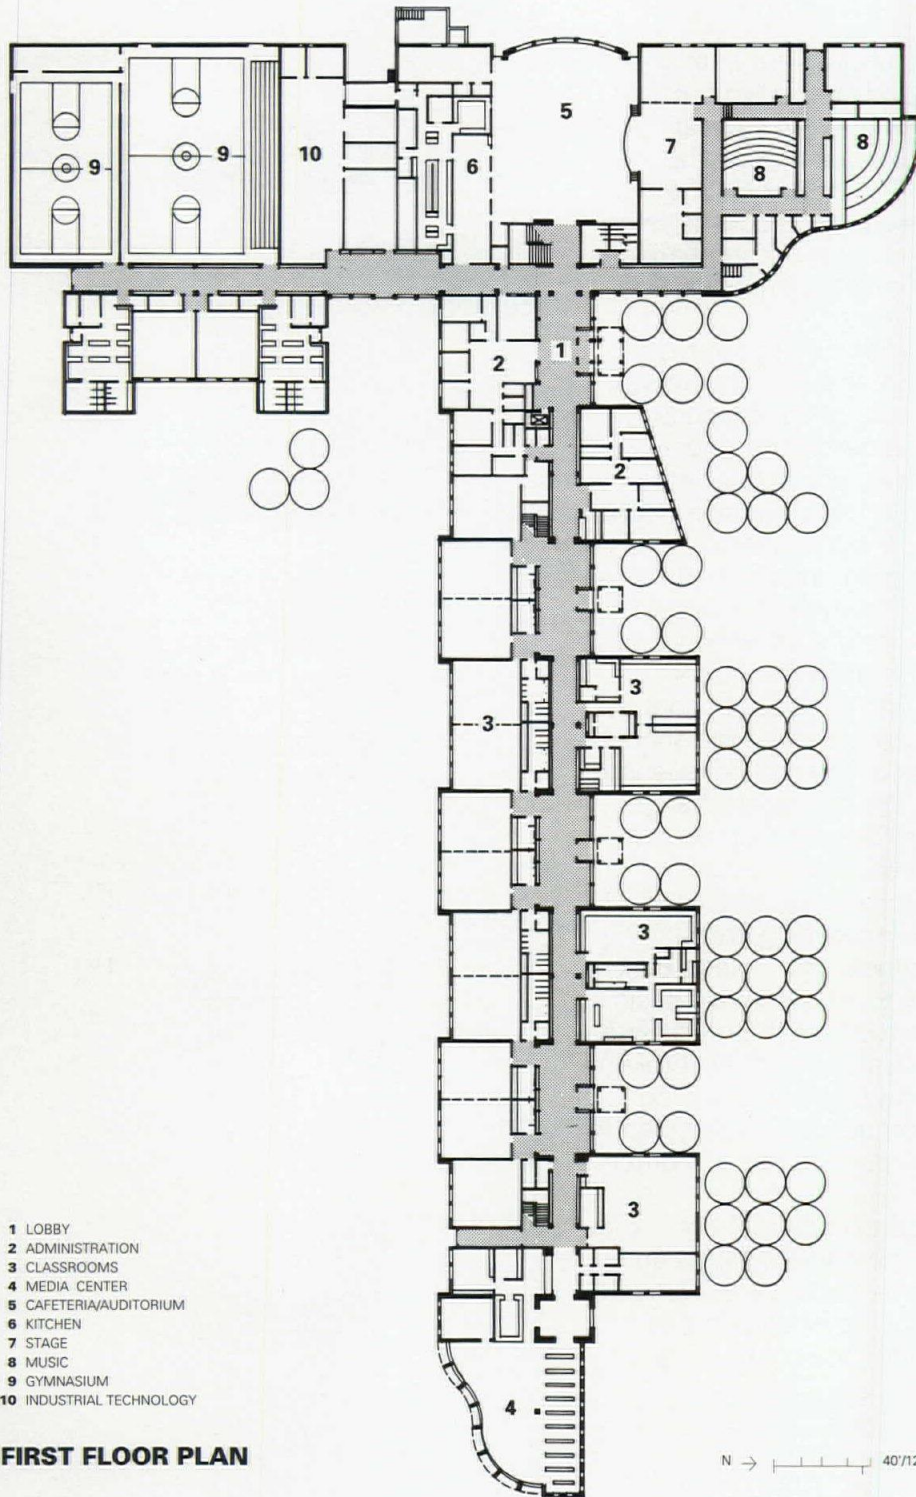 5
9
9
10
6
7
8
8
1
2
2
3
3
3
3
4
1 LOBBY
2 ADMINISTRATION
3 CLASSROOMS
4 MEDIA CENTER
5 CAFETERIA/AUDITORIUM
6 KITCHEN
7 STAGE
8 MUSIC
9 GYMNASIUM
10 INDUSTRIAL TECHNOLOGY
FIRST FLOOR PLAN
N 40'/12